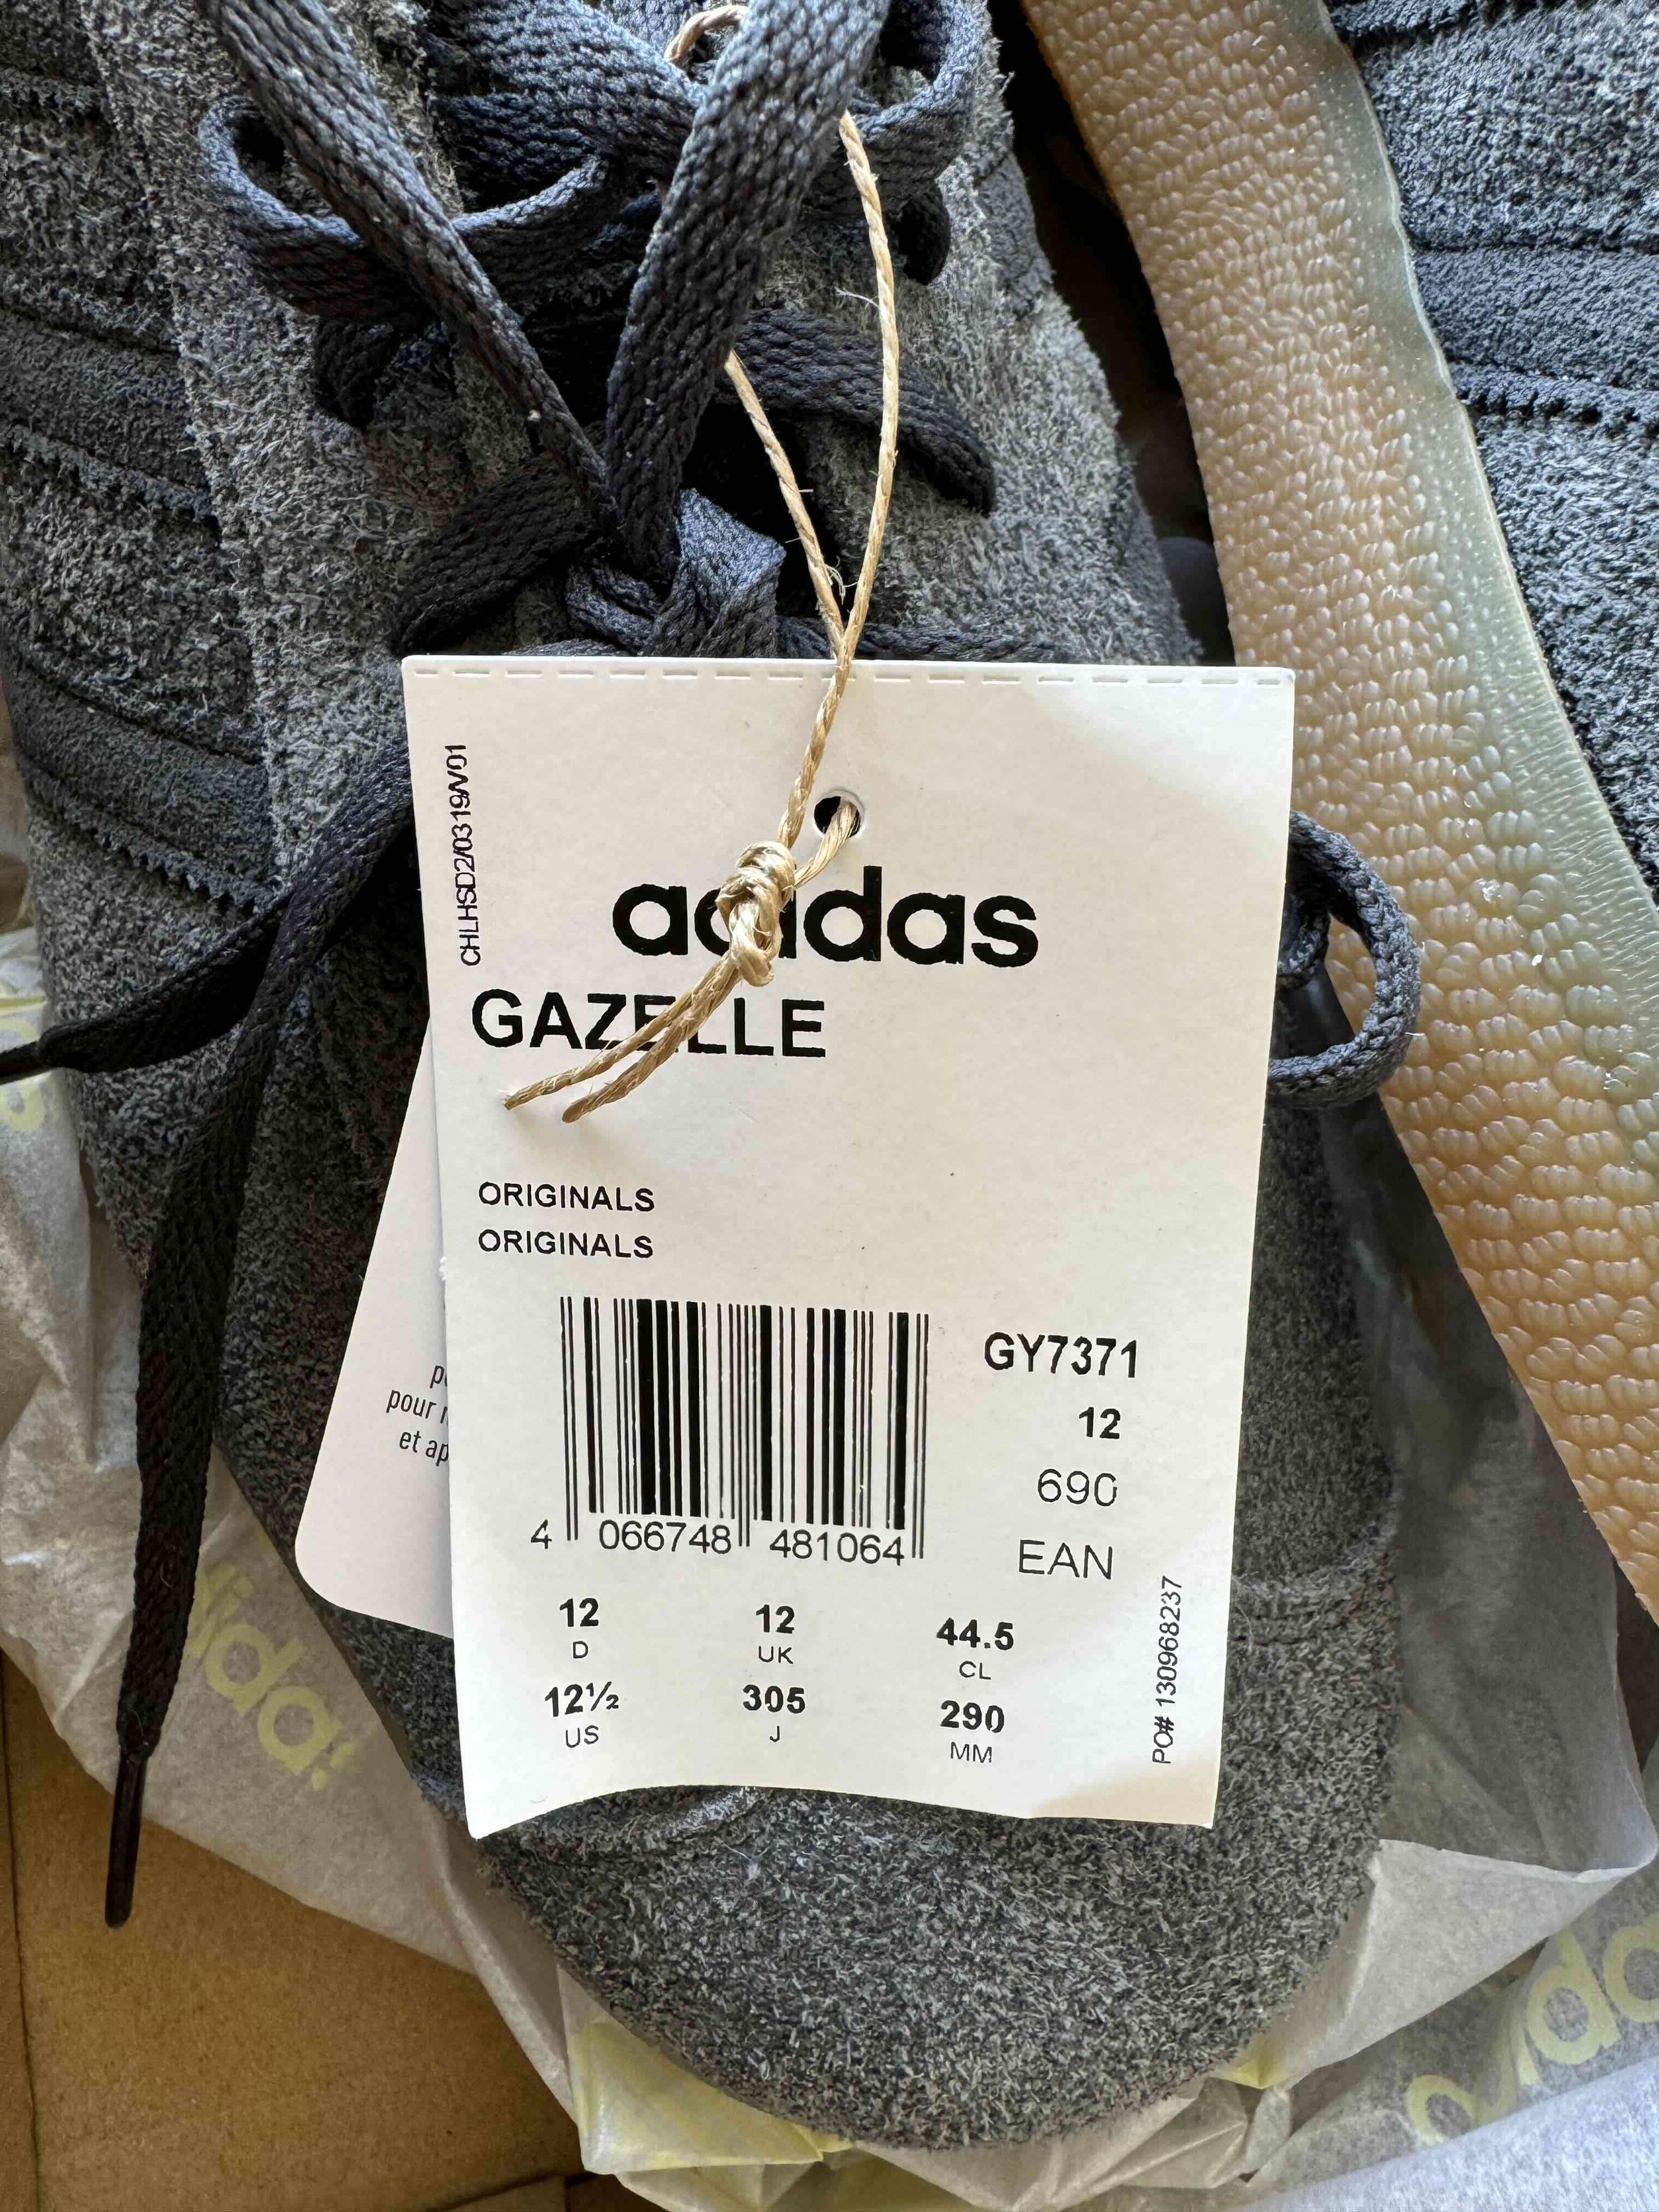 CHLHSD2/0319/V01
adidas
GAZELLE
ORIGINALS
ORIGINALS
GY7371
12
690
EAN
4 066748 481064
12 12 44.5
D UK CL
12½ 305 290
US J MM
PO# 130968237
pour
et